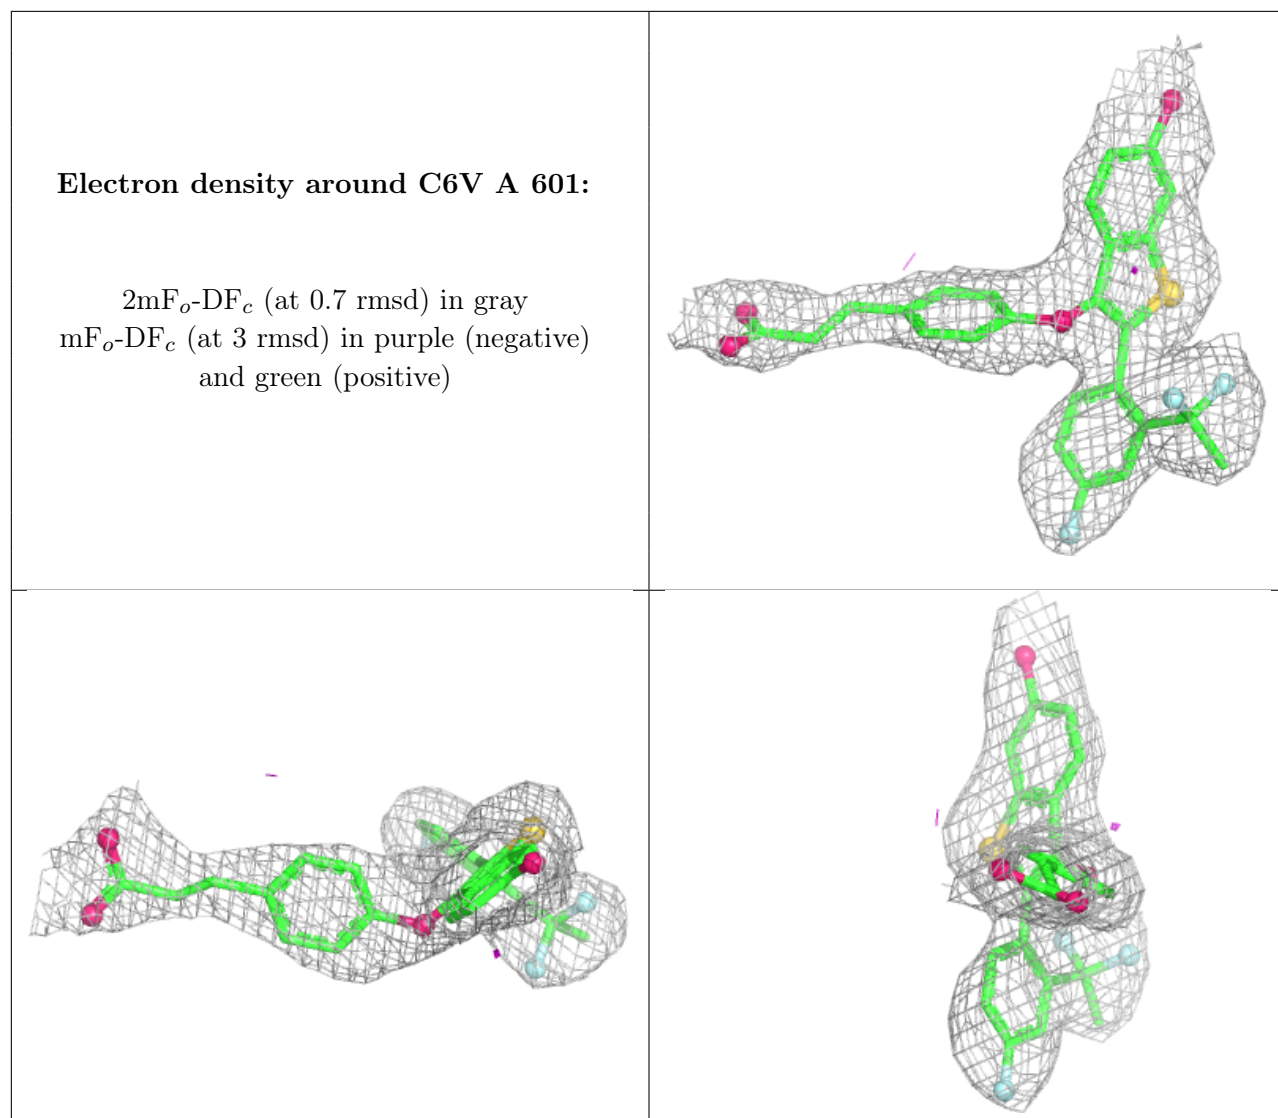 Electron density around C6V A 601:
2mFo-DFc (at 0.7 rmsd) in gray
mFo-DFc (at 3 rmsd) in purple (negative)
and green (positive)